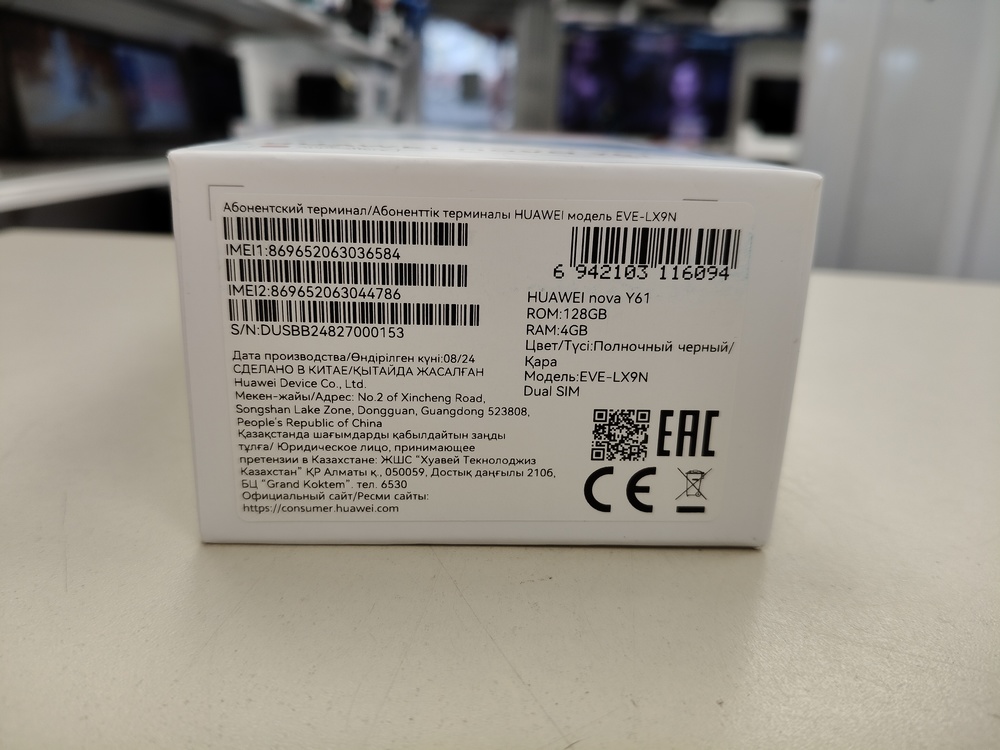 Абонентский терминал/Абоненттік терминалы HUAWEI модель EVE-LX9N
IMEI1:869652063036584
IMEI2:869652063044786
S/N:DUSBB24827000153
6 942103 116094
HUAWEI nova Y61
ROM:128GB
RAM:4GB
Цвет/Түсі:Полночный черный/
Қара
Модель:EVE-LX9N
Dual SIM
Дата производства/Өндірілген күні:08/24
СДЕЛАНО В КИТАЕ/ҚЫТАЙДА ЖАСАЛҒАН
Huawei Device Co., Ltd.
Мекен-жайы/Адрес: No.2 of Xincheng Road,
Songshan Lake Zone, Dongguan, Guangdong 523808,
People's Republic of China
Қазақстанда шағымдарды қабылдайтын заңды
тұлға/ Юридическое лицо, принимающее
претензии в Казахстане: ЖШС "Хуавей Текнолоджиз
Казахстан" ҚР Алматы қ., 050059, Достық даңғылы 210б,
БЦ "Grand Koktem". тел. 6530
Официальный сайт/Ресми сайты:
https://consumer.huawei.com
EAC
CE